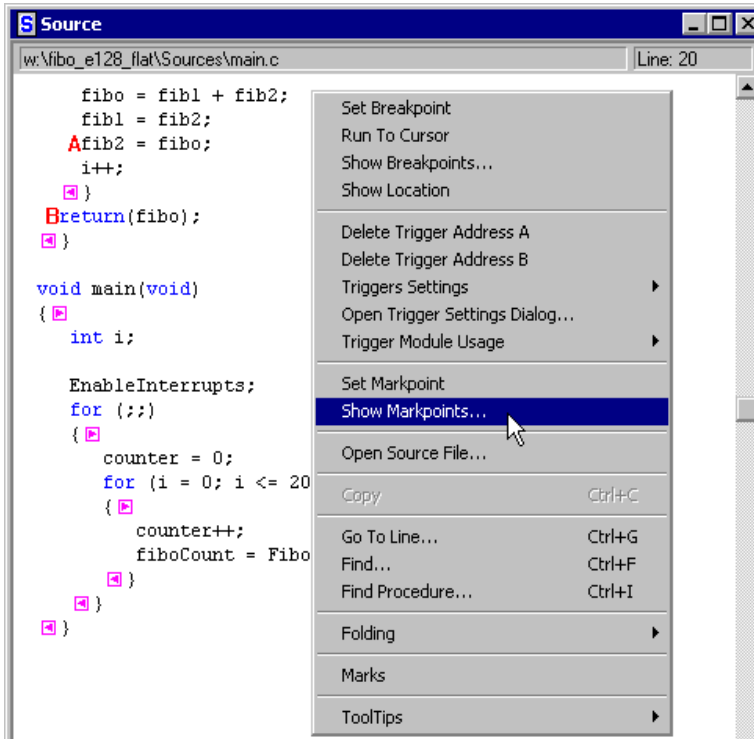 Source
w:\fibo_e128_flat\Sources\main.c Line: 20
fibo = fib1 + fib2;
fib1 = fib2;
Afib2 = fibo;
i++;
}
Breturn(fibo);
}
void main(void)
{
int i;
EnableInterrupts;
for (;;)
{
counter = 0;
for (i = 0; i <= 20
{
counter++;
fiboCount = Fibo
}
}
}
Set Breakpoint
Run To Cursor
Show Breakpoints...
Show Location
Delete Trigger Address A
Delete Trigger Address B
Triggers Settings
Open Trigger Settings Dialog...
Trigger Module Usage
Set Markpoint
Show Markpoints...
Open Source File...
Copy Ctrl+C
Go To Line... Ctrl+G
Find... Ctrl+F
Find Procedure... Ctrl+I
Folding
Marks
ToolTips